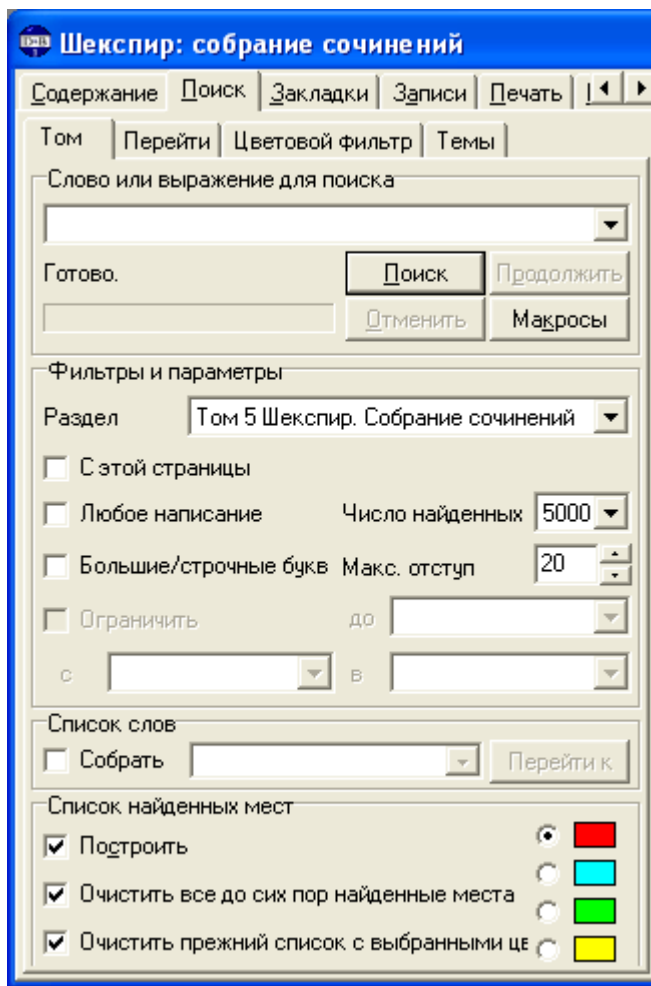 Шекспир: собрание сочинений
Содержание Поиск Закладки Записи Печать
Том Перейти Цветовой фильтр Темы
Слово или выражение для поиска
Готово. Поиск Продолжить
Отменить Макросы
Фильтры и параметры
Раздел Том 5 Шекспир. Собрание сочинений
С этой страницы
Любое написание Число найденных 5000
Большие/строчные букв Макс. отступ 20
Ограничить до
с в
Список слов
Собрать Перейти к
Список найденных мест
Построить
Очистить все до сих пор найденные места
Очистить прежний список с выбранными цв